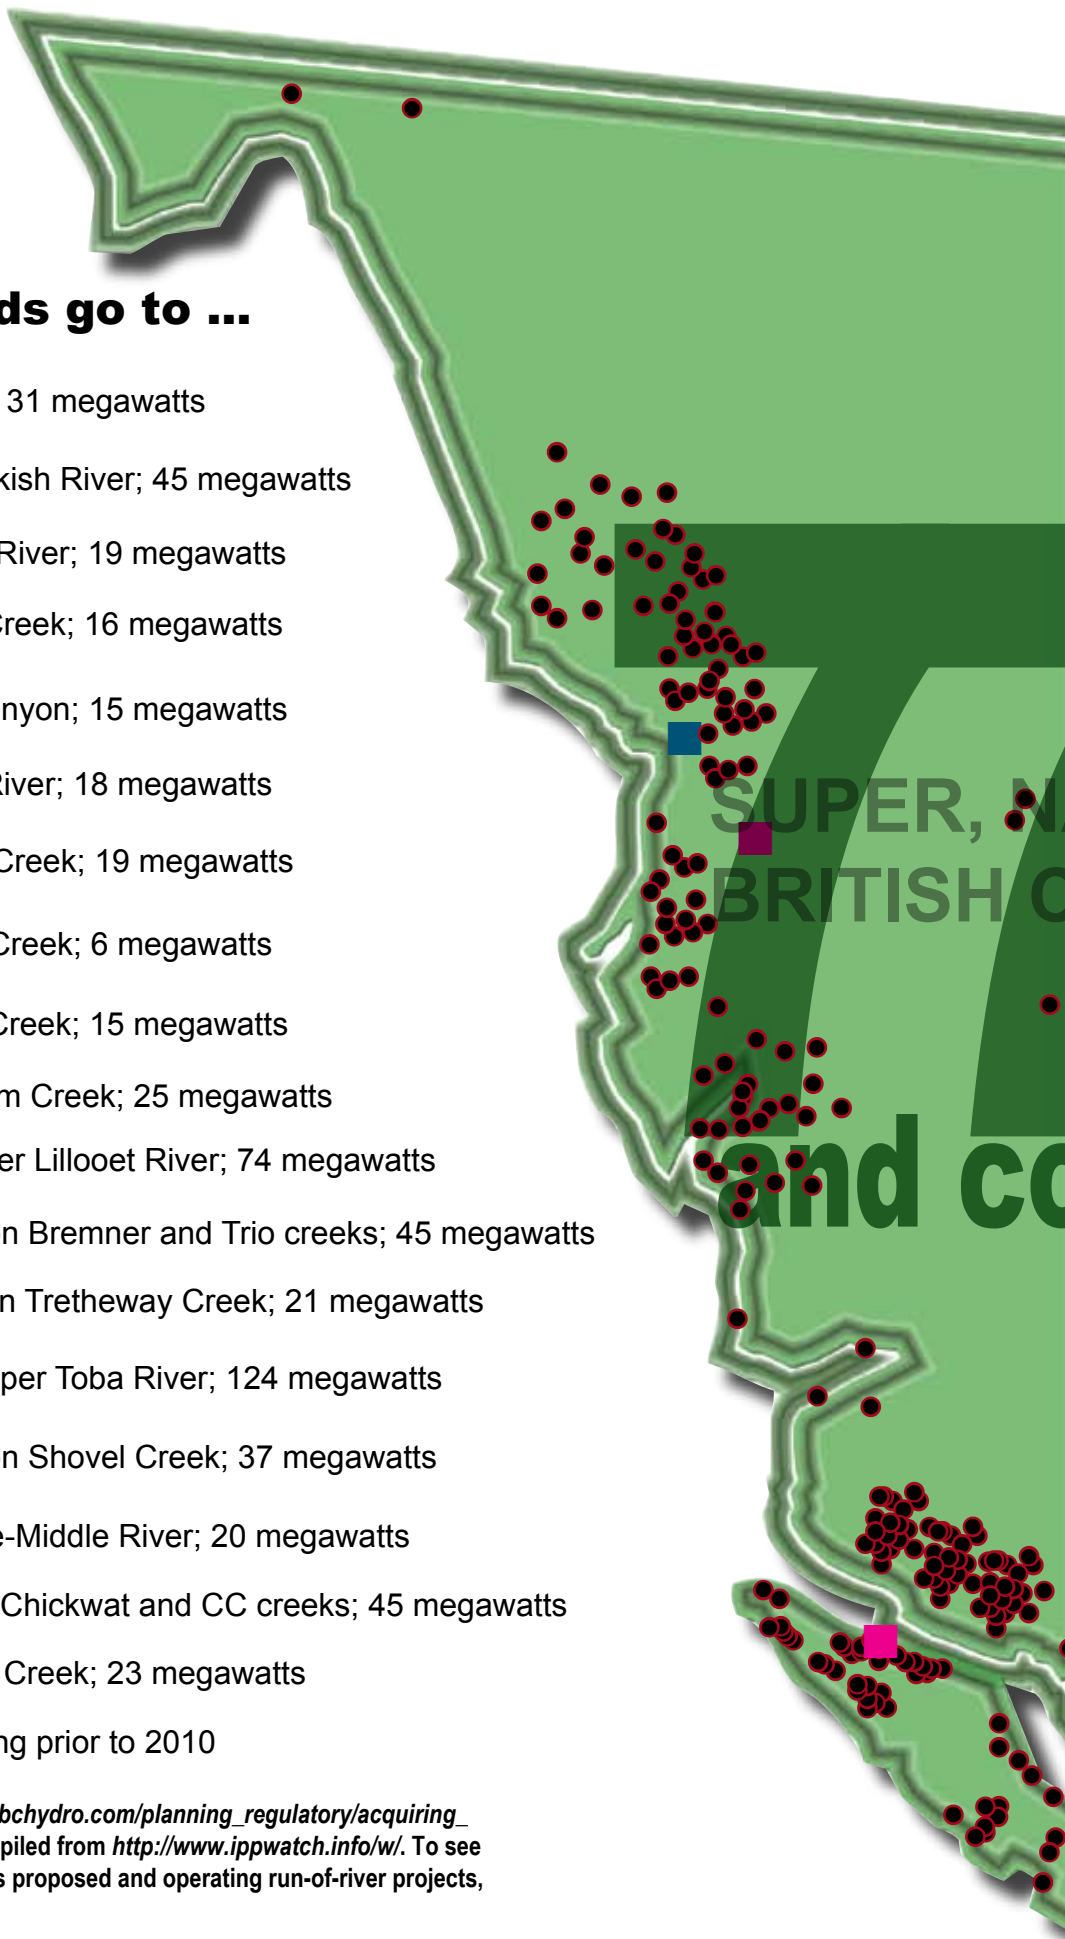 ds go to ...
31 megawatts
kish River; 45 megawatts
River; 19 megawatts
Creek; 16 megawatts
nyon; 15 megawatts
River; 18 megawatts
Creek; 19 megawatts
Creek; 6 megawatts
Creek; 15 megawatts
m Creek; 25 megawatts
er Lillooet River; 74 megawatts
on Bremner and Trio creeks; 45 megawatts
n Tretheway Creek; 21 megawatts
per Toba River; 124 megawatts
on Shovel Creek; 37 megawatts
e-Middle River; 20 megawatts
Chickwat and CC creeks; 45 megawatts
Creek; 23 megawatts
ng prior to 2010
bchydro.com/planning_regulatory/acquiring_
piled from http://www.ippwatch.info/w/. To see
s proposed and operating run-of-river projects,
77
SUPER, NA
BRITISH C
and co